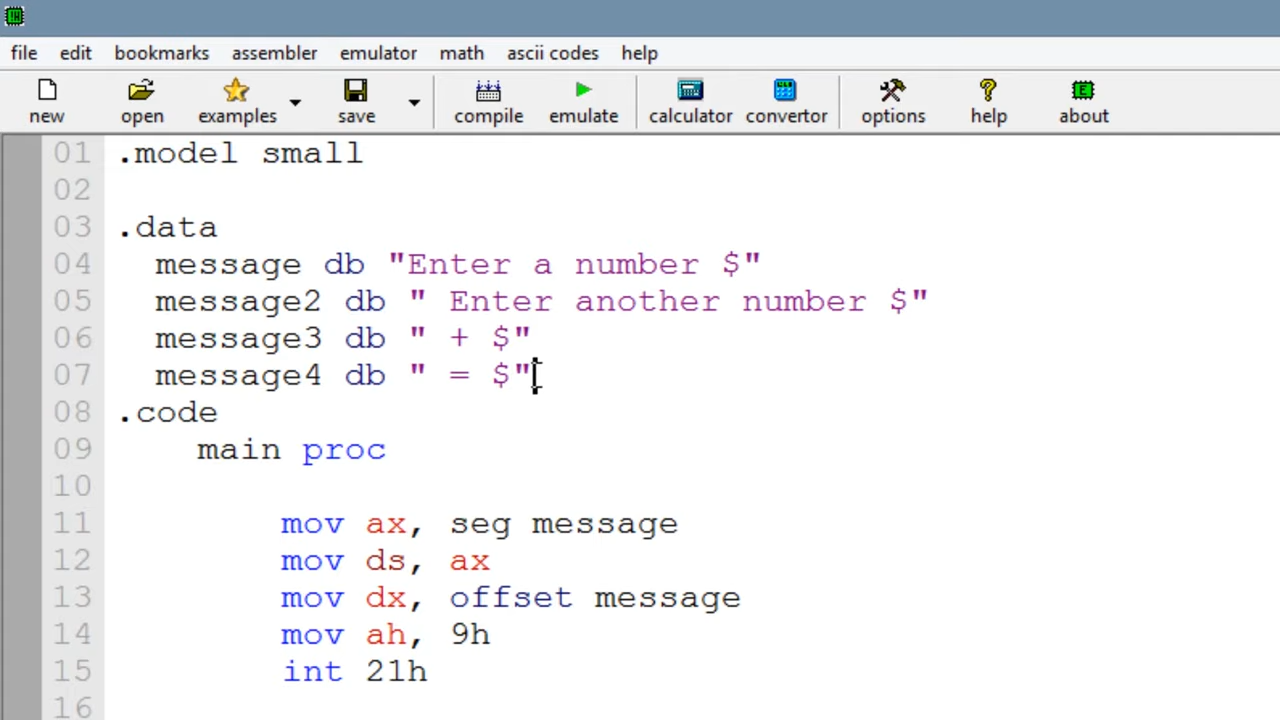 file edit bookmarks assembler emulator math ascii codes help
new open examples save compile emulate calculator convertor options help about
01 .model small
02
03 .data
04 message db "Enter a number $"
05 message2 db " Enter another number $"
06 message3 db " + $"
07 message4 db " = $"
08 .code
09 main proc
10
11 mov ax, seg message
12 mov ds, ax
13 mov dx, offset message
14 mov ah, 9h
15 int 21h
16